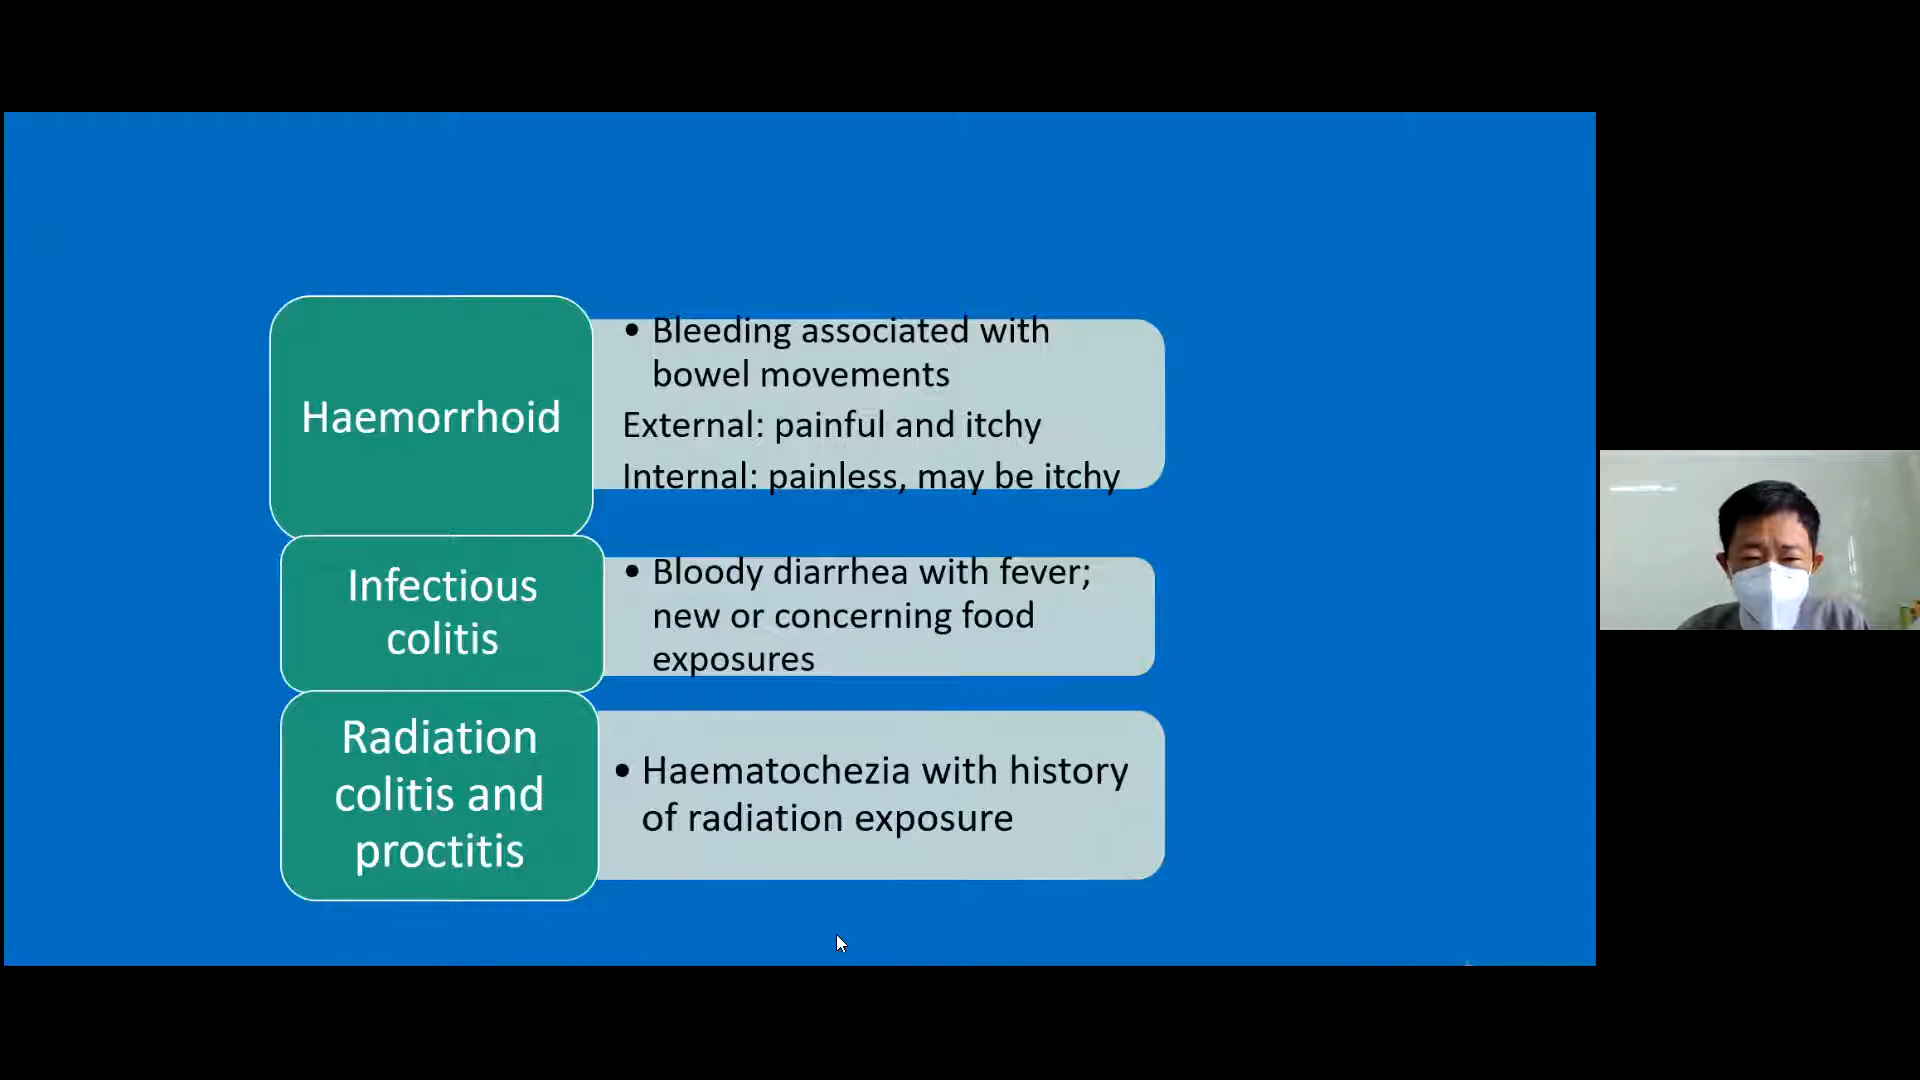 Haemorrhoid
• Bleeding associated with
bowel movements
External: painful and itchy
Internal: painless, may be itchy
Infectious
colitis
• Bloody diarrhea with fever;
new or concerning food
exposures
Radiation
colitis and
proctitis
• Haematochezia with history
of radiation exposure